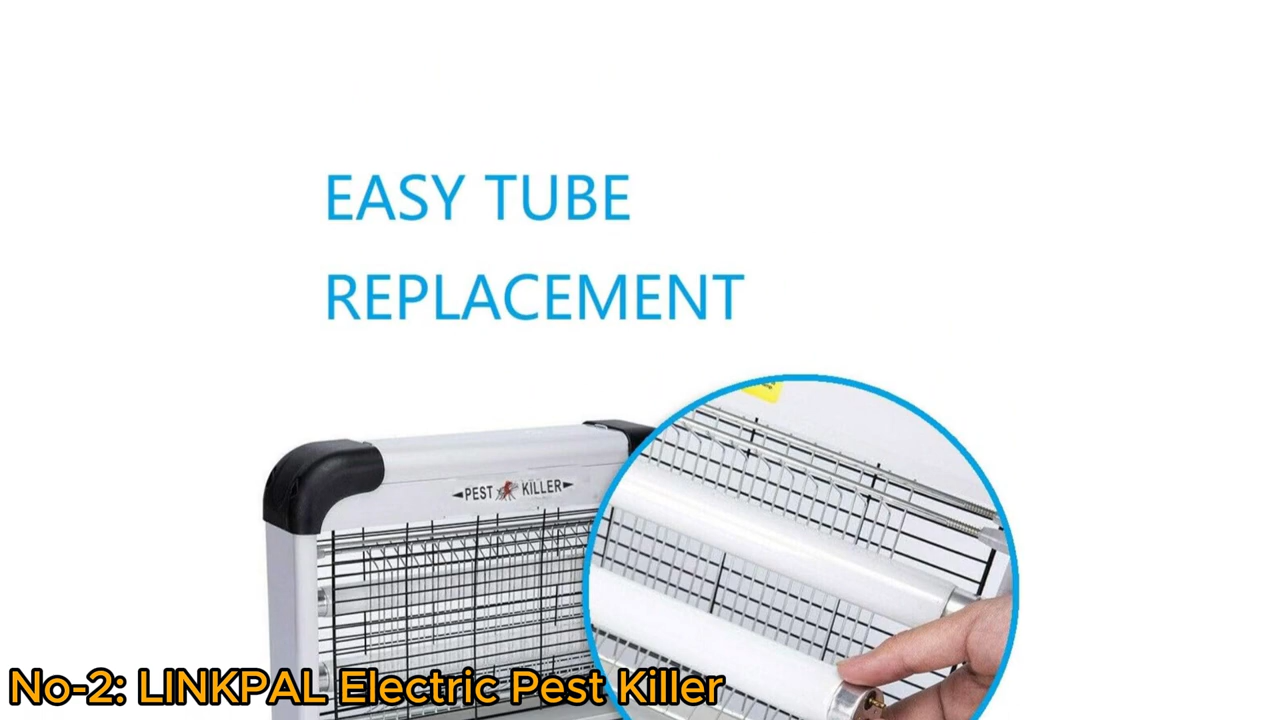 EASY TUBE
REPLACEMENT
PEST KILLER
No-2: LINKPAL Electric Pest Killer